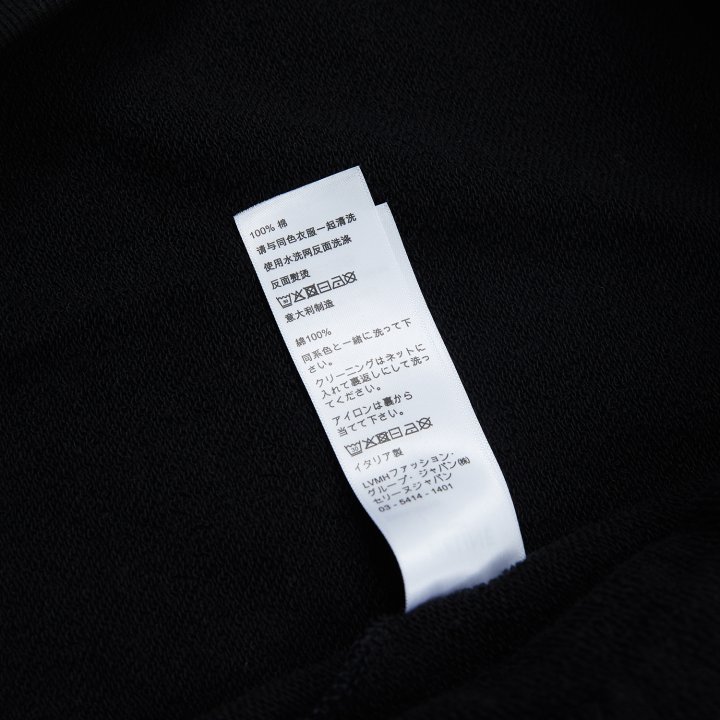 100% 棉
请与同色衣服一起清洗
使用水洗网反面洗涤
反面熨烫
意大利制造
綿100%
同系色と一緒に洗って下
さい。
クリーニングはネットに
入れて裏返しにして洗っ
てください。
アイロンは裏から
当てて下さい。
30
イタリア製
LVMHファッション・
グループ・ジャパン㈱
セリーヌジャパン
03 - 5414 - 1401